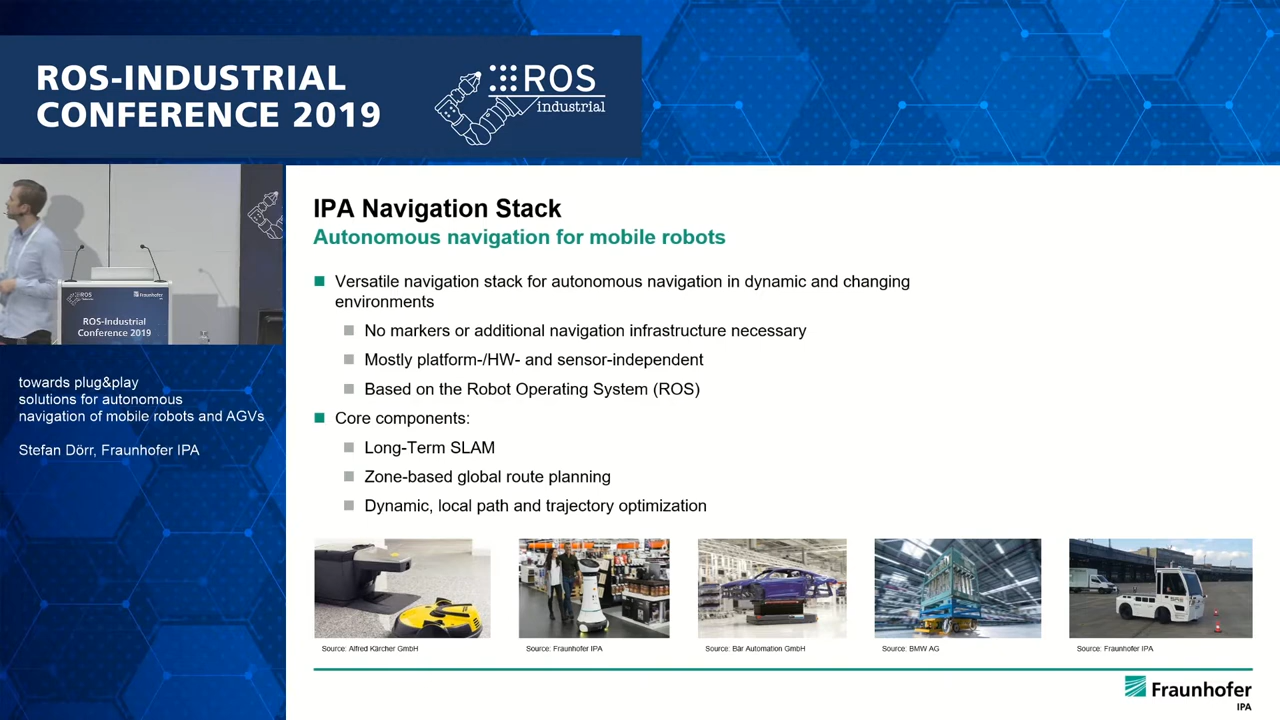 ROS-INDUSTRIAL
CONFERENCE 2019
ROS
industrial
ROS
Fraunhofer
ROS-Industrial
Conference 2019
towards plug&play
solutions for autonomous
navigation of mobile robots and AGVs
Stefan Dörr, Fraunhofer IPA
IPA Navigation Stack
Autonomous navigation for mobile robots
Versatile navigation stack for autonomous navigation in dynamic and changing
environments
No markers or additional navigation infrastructure necessary
Mostly platform-/HW- and sensor-independent
Based on the Robot Operating System (ROS)
Core components:
Long-Term SLAM
Zone-based global route planning
Dynamic, local path and trajectory optimization
Source: Alfred Kärcher GmbH
Source: Fraunhofer IPA
Source: Bär Automation GmbH
Source: BMW AG
Source: Fraunhofer IPA
Fraunhofer
IPA